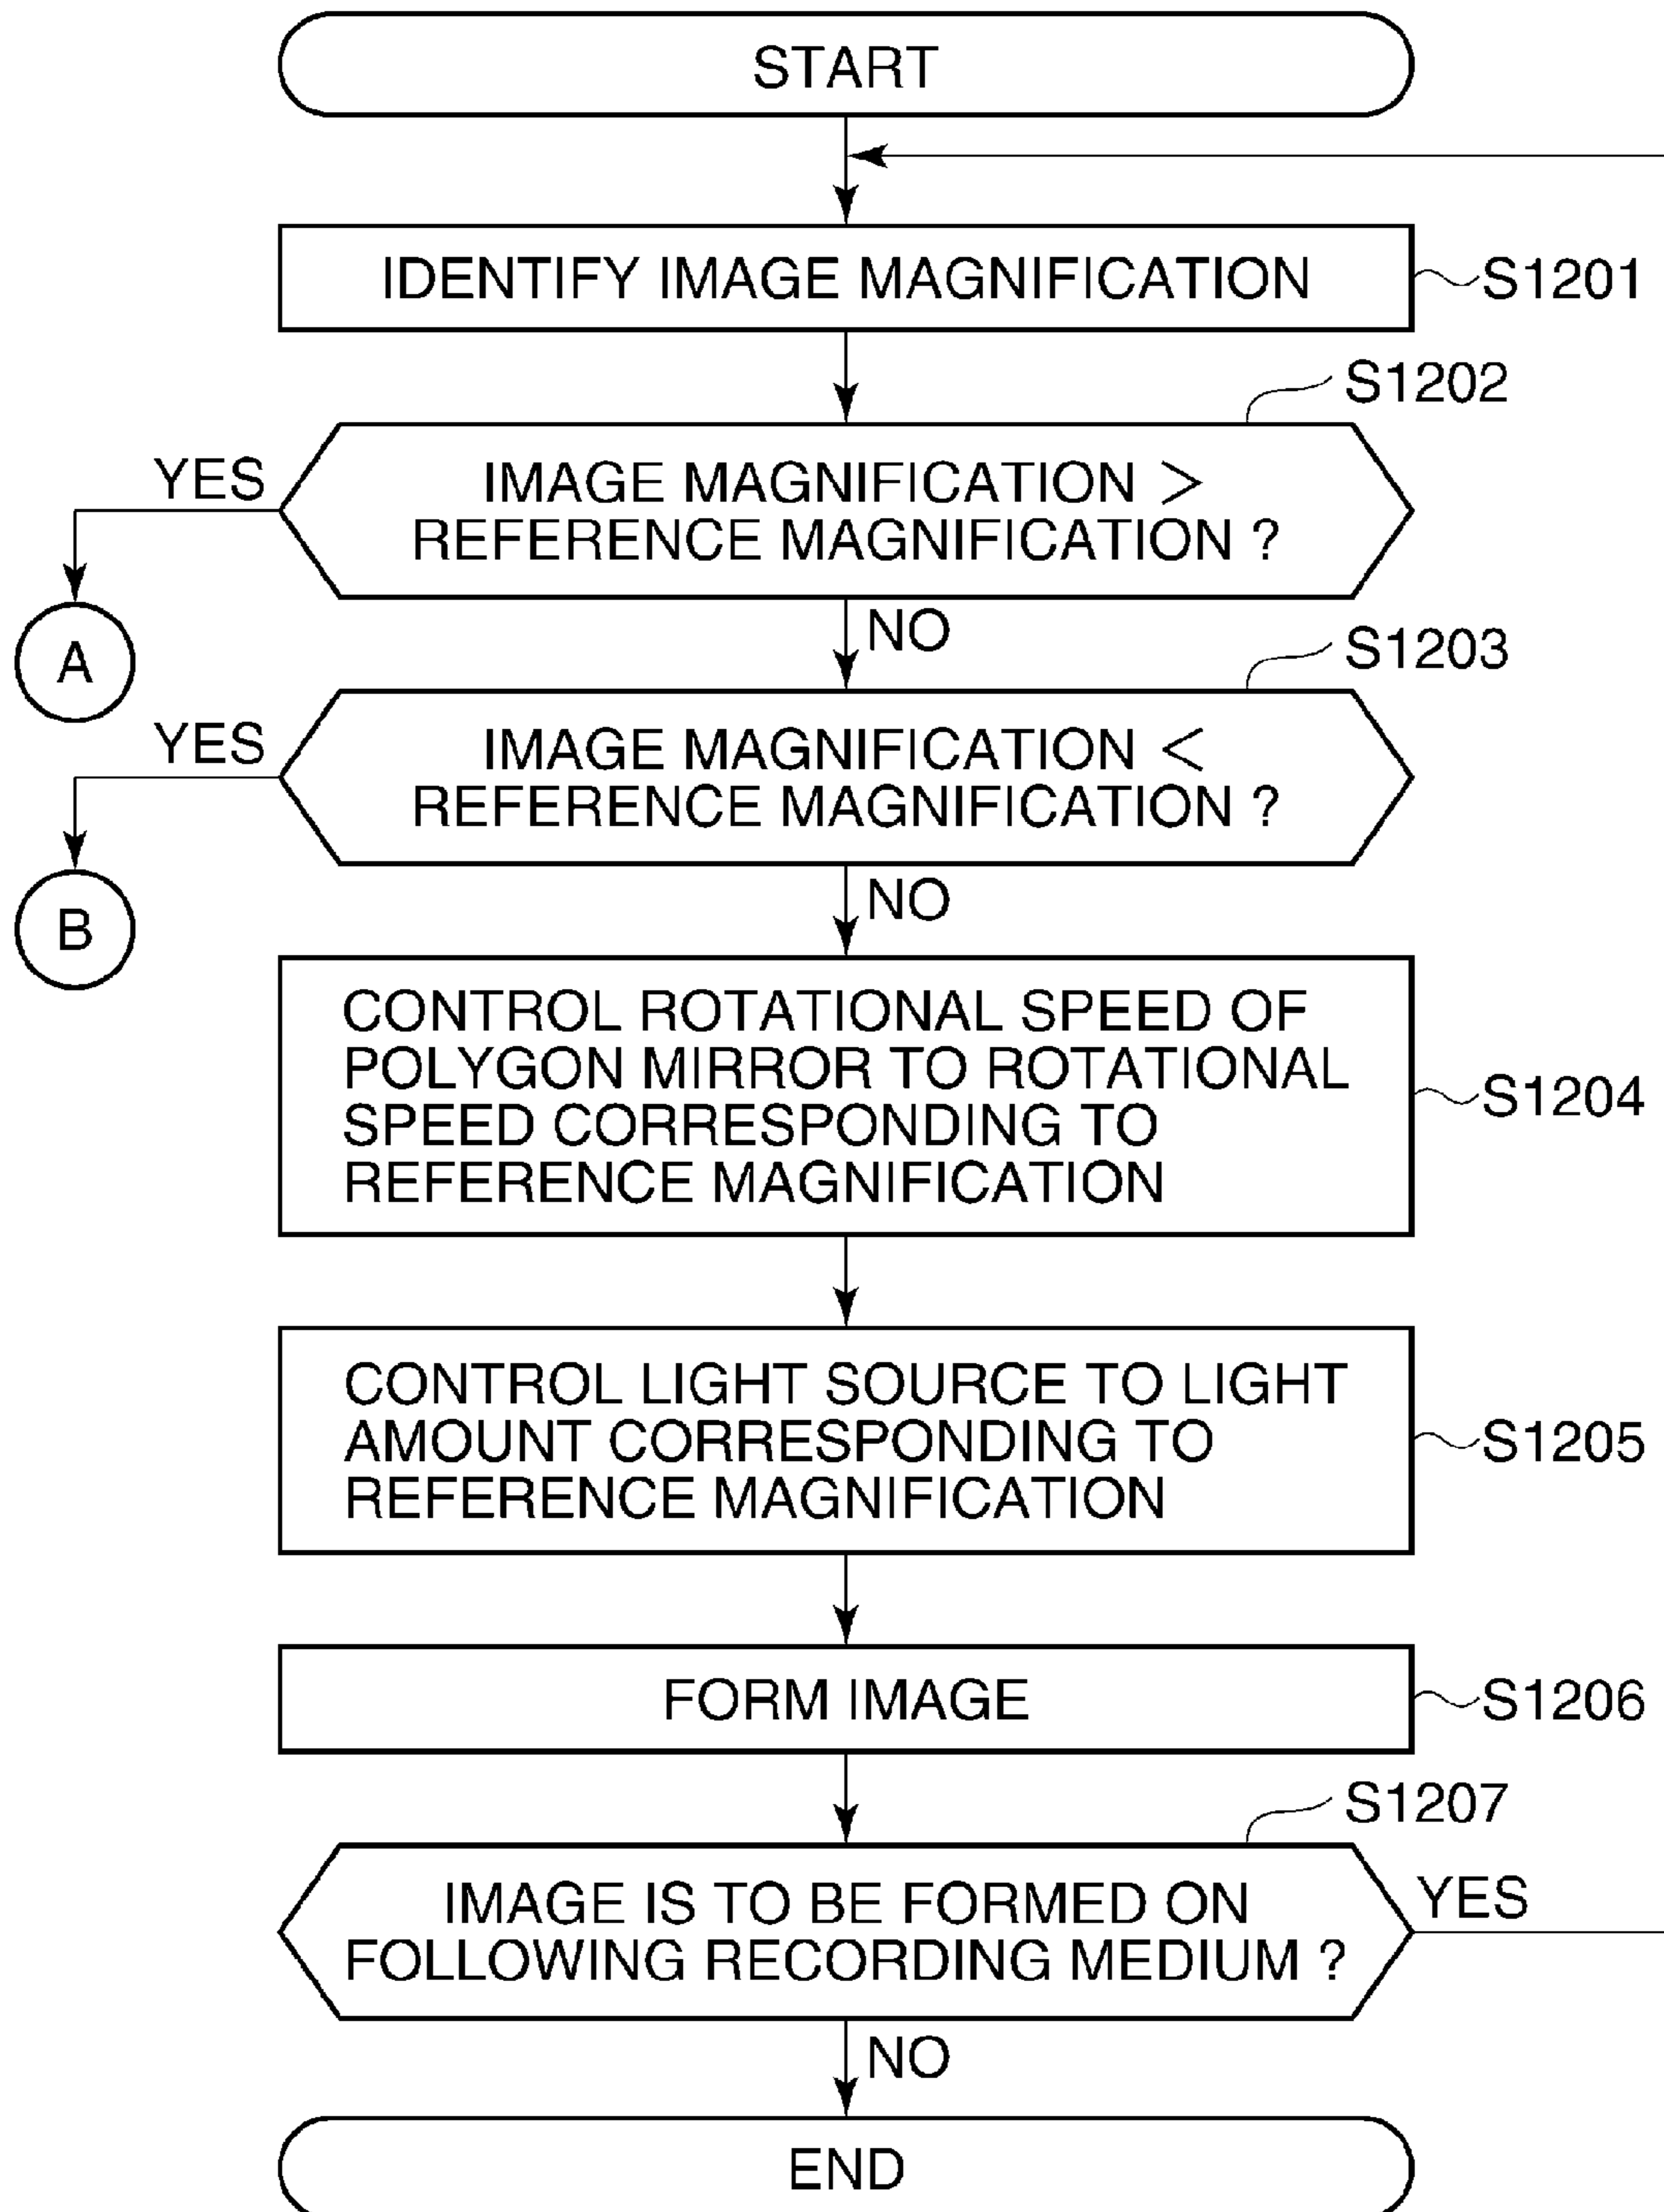 START
IDENTIFY IMAGE MAGNIFICATION
S1201
S1202
YES
IMAGE MAGNIFICATION >
REFERENCE MAGNIFICATION ?
A
NO
S1203
YES
IMAGE MAGNIFICATION <
REFERENCE MAGNIFICATION ?
B
NO
CONTROL ROTATIONAL SPEED OF
POLYGON MIRROR TO ROTATIONAL
SPEED CORRESPONDING TO
REFERENCE MAGNIFICATION
S1204
CONTROL LIGHT SOURCE TO LIGHT
AMOUNT CORRESPONDING TO
REFERENCE MAGNIFICATION
S1205
FORM IMAGE
S1206
S1207
IMAGE IS TO BE FORMED ON
FOLLOWING RECORDING MEDIUM ?
YES
NO
END